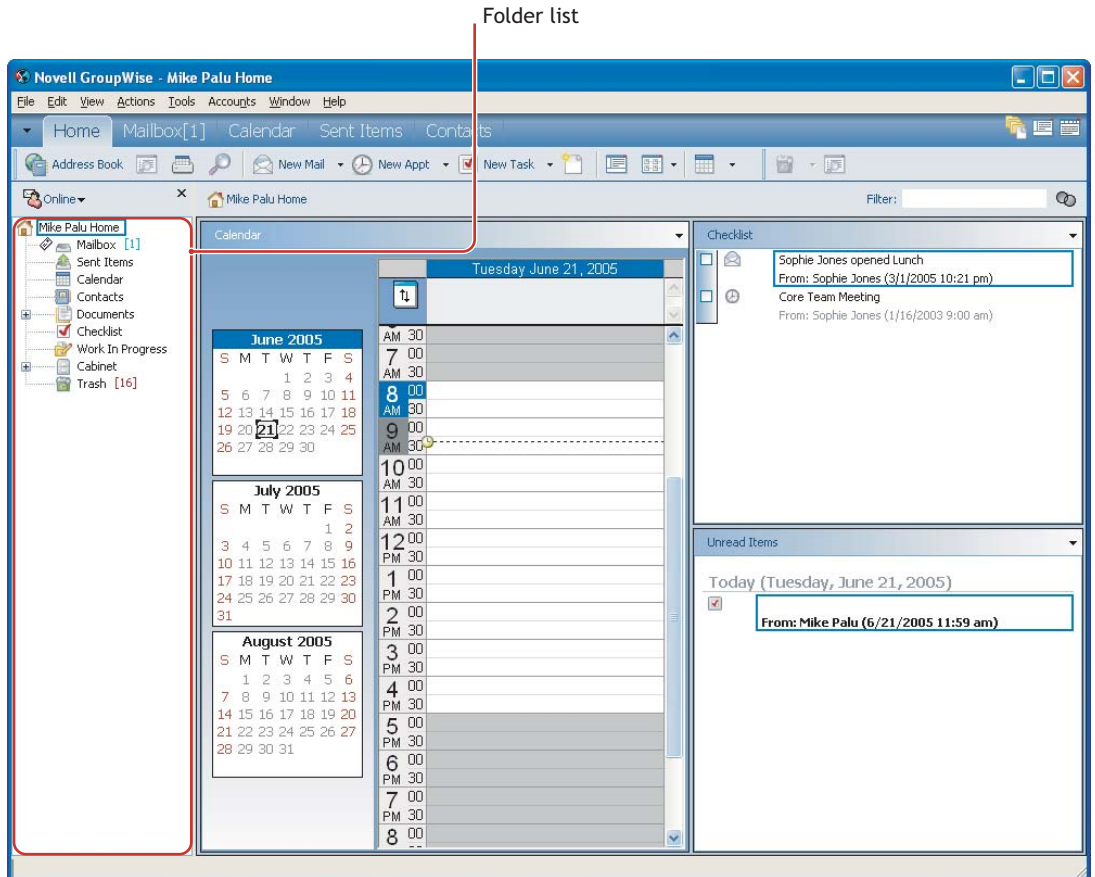 Folder list
Novell GroupWise - Mike Palu Home
File Edit View Actions Tools Accounts Window Help
Home Mailbox[1] Calendar Sent Items Contacts
Address Book New Mail New Appt New Task
Online Mike Palu Home Filter:
Mike Palu Home
Mailbox [1]
Sent Items
Calendar
Contacts
Documents
Checklist
Work In Progress
Cabinet
Trash [16]
Calendar
June 2005
S M T W T F S
1 2 3 4
5 6 7 8 9 10 11
12 13 14 15 16 17 18
19 20 21 22 23 24 25
26 27 28 29 30
July 2005
S M T W T F S
1 2
3 4 5 6 7 8 9
10 11 12 13 14 15 16
17 18 19 20 21 22 23
24 25 26 27 28 29 30
31
August 2005
S M T W T F S
1 2 3 4 5 6
7 8 9 10 11 12 13
14 15 16 17 18 19 20
21 22 23 24 25 26 27
28 29 30 31
Tuesday June 21, 2005
AM 30
7 00
AM 30
8 00
AM 30
9 00
AM 30
10 00
AM 30
11 00
AM 30
12 00
PM 30
1 00
PM 30
2 00
PM 30
3 00
PM 30
4 00
PM 30
5 00
PM 30
6 00
PM 30
7 00
PM 30
8 00
Checklist
Sophie Jones opened Lunch
From: Sophie Jones (3/1/2005 10:21 pm)
Core Team Meeting
From: Sophie Jones (1/16/2003 9:00 am)
Unread Items
Today (Tuesday, June 21, 2005)
From: Mike Palu (6/21/2005 11:59 am)